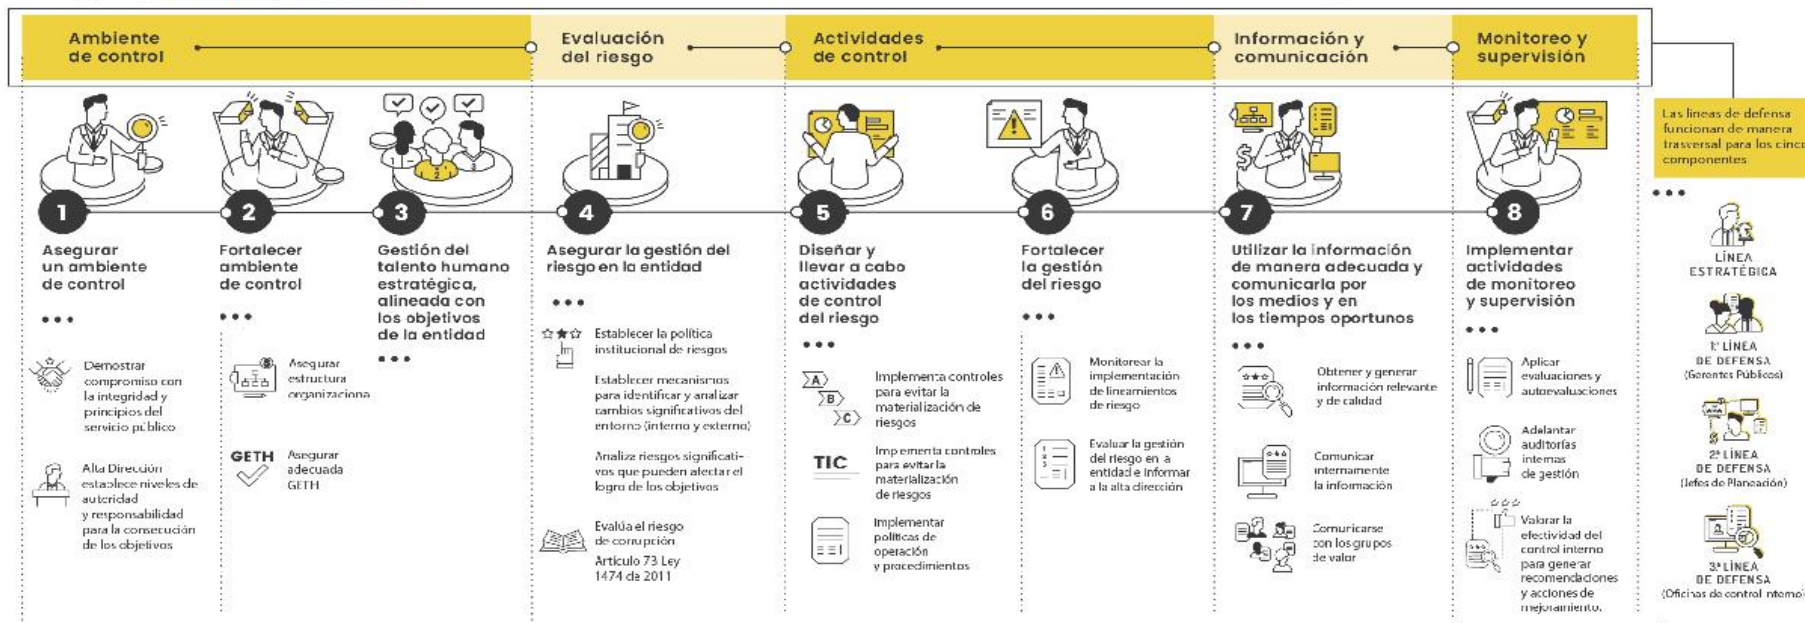 Ambiente
de control
Evaluación
del riesgo
Actividades
de control
Información y
comunicación
Monitoreo y
supervisión
Las líneas de defensa
funcionan de manera
trasversal para los cinco
componentes
1
Asegurar
un ambiente
de control
Demostrar
compromiso con
la integridad y
principios del
servicio público
Alta Dirección
establece niveles de
autoridad
y responsabilidad
para la consecución
de los objetivos
2
Fortalecer
ambiente
de control
Asegurar
estructura
organizaciona
GETH
Asegurar
adecuada
GETH
3
Gestión del
talento humano
estratégica,
alineada con
los objetivos
de la entidad
4
Asegurar la gestión del
riesgo en la entidad
Establecer la política
institucional de riesgos
Establecer mecanismos
para identificar y analizar
cambios significativos del
entorno (interno y externo)
Analiza riesgos significati-
vos que pueden afectar el
logro de los objetivos
Evalúa el riesgo
de corrupción
Artículo 73 Ley
1474 de 2011
5
Diseñar y
llevar a cabo
actividades
de control
del riesgo
A
B
C
Implementa controles
para evitar la
materialización de
riesgos
TIC
Implementa controles
para evitar la
materialización
de riesgos
Implementar
políticas de
operación
y procedimientos
6
Fortalecer
la gestión
del riesgo
Monitorear la
implementación
de lineamientos
de riesgo
Evaluar la gestión
del riesgo en la
entidad e informar
a la alta dirección
7
Utilizar la información
de manera adecuada y
comunicarla por
los medios y en
los tiempos oportunos
Obtener y generar
información relevante
y de calidad
Comunicar
internamente
la información
Comunicarse
con los grupos
de valor
8
Implementar
actividades
de monitoreo
y supervisión
Aplicar
evaluaciones y
autoevaluaciones
Adelantar
auditorías
internas
de gestión
Valorar la
efectividad del
control interno
para generar
recomendaciones
y acciones de
mejoramiento.
LÍNEA
ESTRATÉGICA
1ª LÍNEA
DE DEFENSA
(Gerentes Públicos)
2ª LÍNEA
DE DEFENSA
(Jefes de Planeación)
3ª LÍNEA
DE DEFENSA
(Oficinas de control interno)